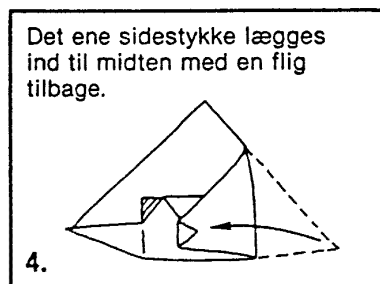 Det ene sidestykke lægges
ind til midten med en flig
tilbage.
4.